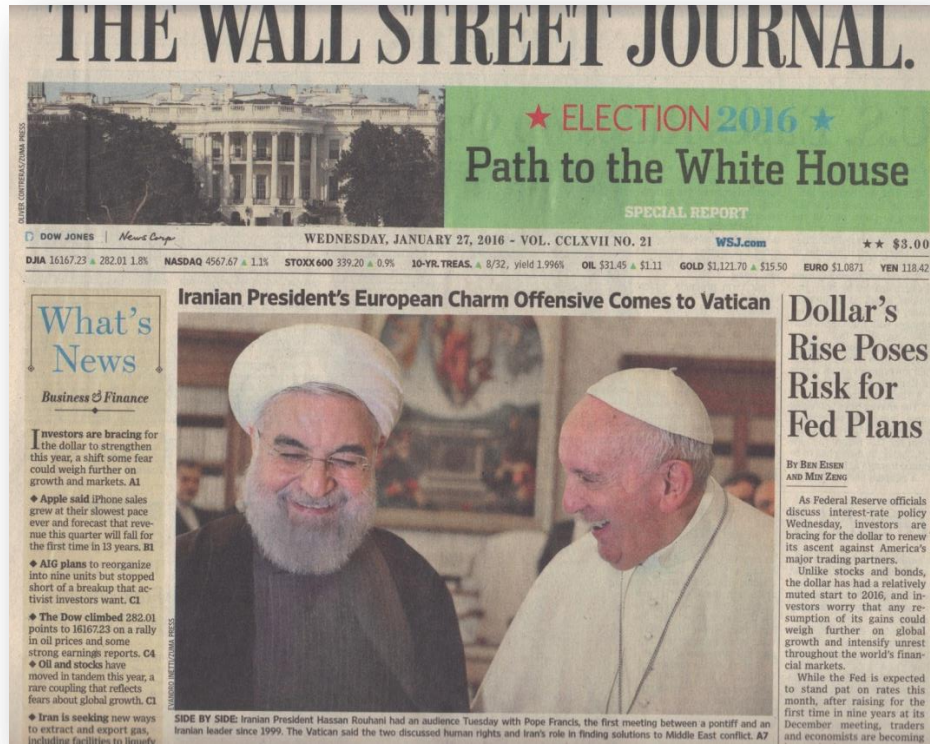 THE WALL STREET JOURNAL.
OLIVER CONTRERAS/ZUMA PRESS
★ ELECTION 2016 ★
Path to the White House
SPECIAL REPORT
DOW JONES | News Corp
WEDNESDAY, JANUARY 27, 2016 ~ VOL. CCLXVII NO. 21
WSJ.com
★★ $3.00
DJIA 16167.23 ▲ 282.01 1.8% NASDAQ 4567.67 ▲ 1.1% STOXX 600 339.20 ▲ 0.9% 10-YR. TREAS. ▲ 8/32, yield 1.996% OIL $31.45 ▲ $1.11 GOLD $1,121.70 ▲ $15.50 EURO $1.0871 YEN 118.42
What's
News
Business & Finance
Investors are bracing for
the dollar to strengthen
this year, a shift some fear
could weigh further on
growth and markets. A1
◆ Apple said iPhone sales
grew at their slowest pace
ever and forecast that reve-
nue this quarter will fall for
the first time in 13 years. B1
◆ AIG plans to reorganize
into nine units but stopped
short of a breakup that ac-
tivist investors want. C1
◆ The Dow climbed 282.01
points to 16167.23 on a rally
in oil prices and some
strong earnings reports. C4
◆ Oil and stocks have
moved in tandem this year, a
rare coupling that reflects
fears about global growth. C1
◆ Iran is seeking new ways
to extract and export gas,
including facilities to liquefy
Iranian President's European Charm Offensive Comes to Vatican
EVANDRO INETTI/ZUMA PRESS
SIDE BY SIDE: Iranian President Hassan Rouhani had an audience Tuesday with Pope Francis, the first meeting between a pontiff and an
Iranian leader since 1999. The Vatican said the two discussed human rights and Iran's role in finding solutions to Middle East conflict. A7
Dollar's
Rise Poses
Risk for
Fed Plans
BY BEN EISEN
AND MIN ZENG
As Federal Reserve officials
discuss interest-rate policy
Wednesday, investors are
bracing for the dollar to renew
its ascent against America's
major trading partners.
Unlike stocks and bonds,
the dollar has had a relatively
muted start to 2016, and in-
vestors worry that any re-
sumption of its gains could
weigh further on global
growth and intensify unrest
throughout the world's finan-
cial markets.
While the Fed is expected
to stand pat on rates this
month, after raising for the
first time in nine years at its
December meeting, traders
and economists are becoming